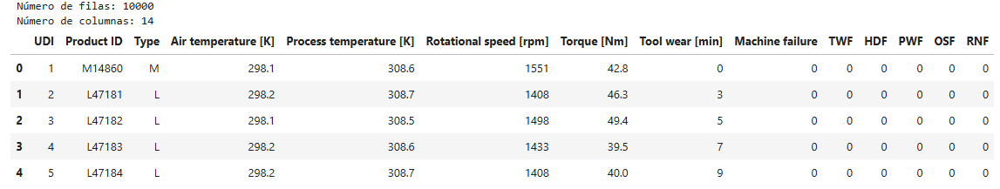 Número de filas: 10000
Número de columnas: 14
UDI Product ID Type Air temperature [K] Process temperature [K] Rotational speed [rpm] Torque [Nm] Tool wear [min] Machine failure TWF HDF PWF OSF RNF
0 1 M14860 M 298.1 308.6 1551 42.8 0 0 0 0 0 0 0
1 2 L47181 L 298.2 308.7 1408 46.3 3 0 0 0 0 0 0
2 3 L47182 L 298.1 308.5 1498 49.4 5 0 0 0 0 0 0
3 4 L47183 L 298.2 308.6 1433 39.5 7 0 0 0 0 0 0
4 5 L47184 L 298.2 308.7 1408 40.0 9 0 0 0 0 0 0